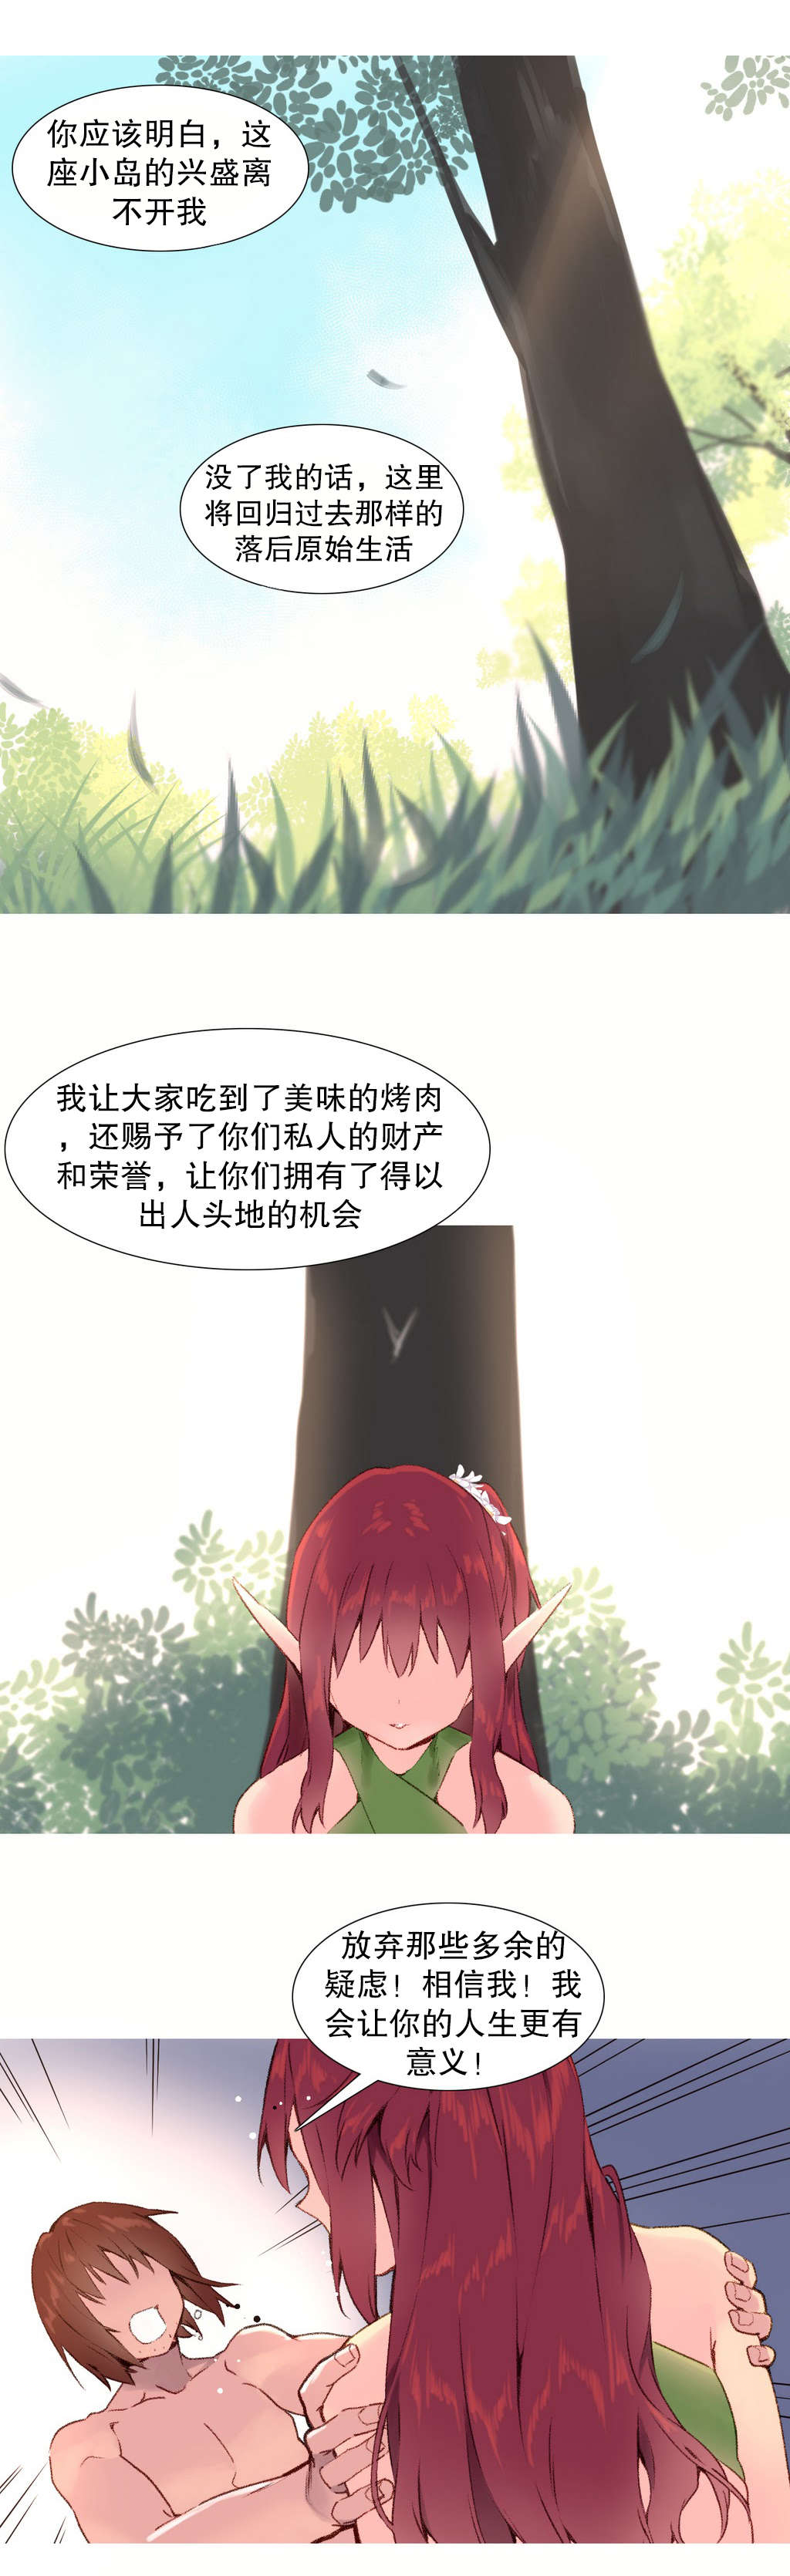 你应该明白，这
座小岛的兴盛离
不开我
没了我的话，这里
将回归过去那样的
落后原始生活
我让大家吃到了美味的烤肉
，还赐予了你们私人的财产
和荣誉，让你们拥有了得以
出人头地的机会
放弃那些多余的
疑虑！相信我！我
会让你的人生更有
意义！